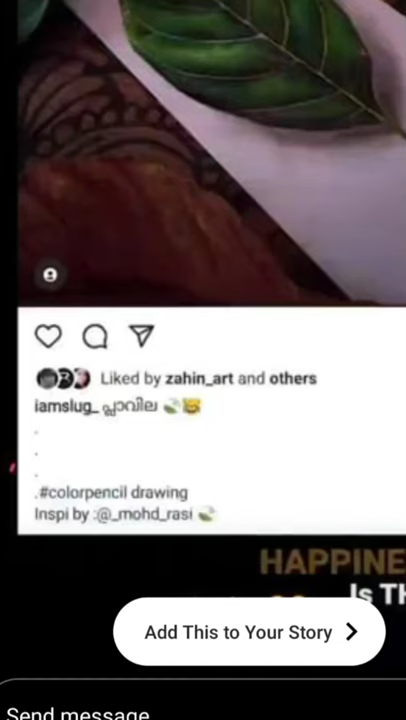 Liked by zahin_art and others
iamslug_ പ്ലാവില 🍃😹
.
.
.
.#colorpencil drawing
Inspi by :@_mohd_rasi 🍃
HAPPINE
Is TH
Add This to Your Story
Send message